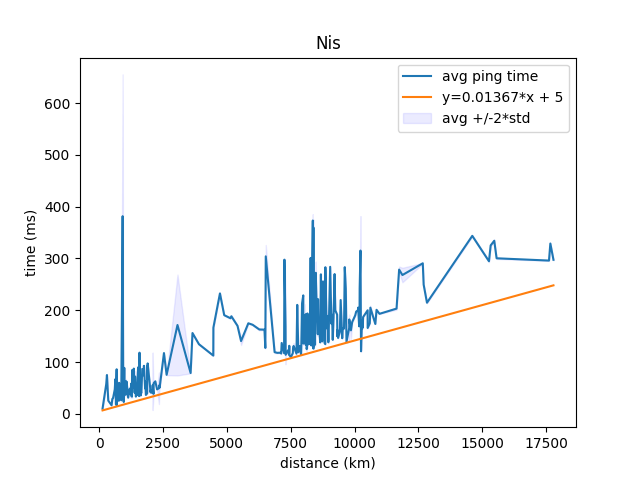 Nis
avg ping time
y=0.01367*x + 5
avg +/-2*std
time (ms)
600
500
400
300
200
100
0
0 2500 5000 7500 10000 12500 15000 17500
distance (km)